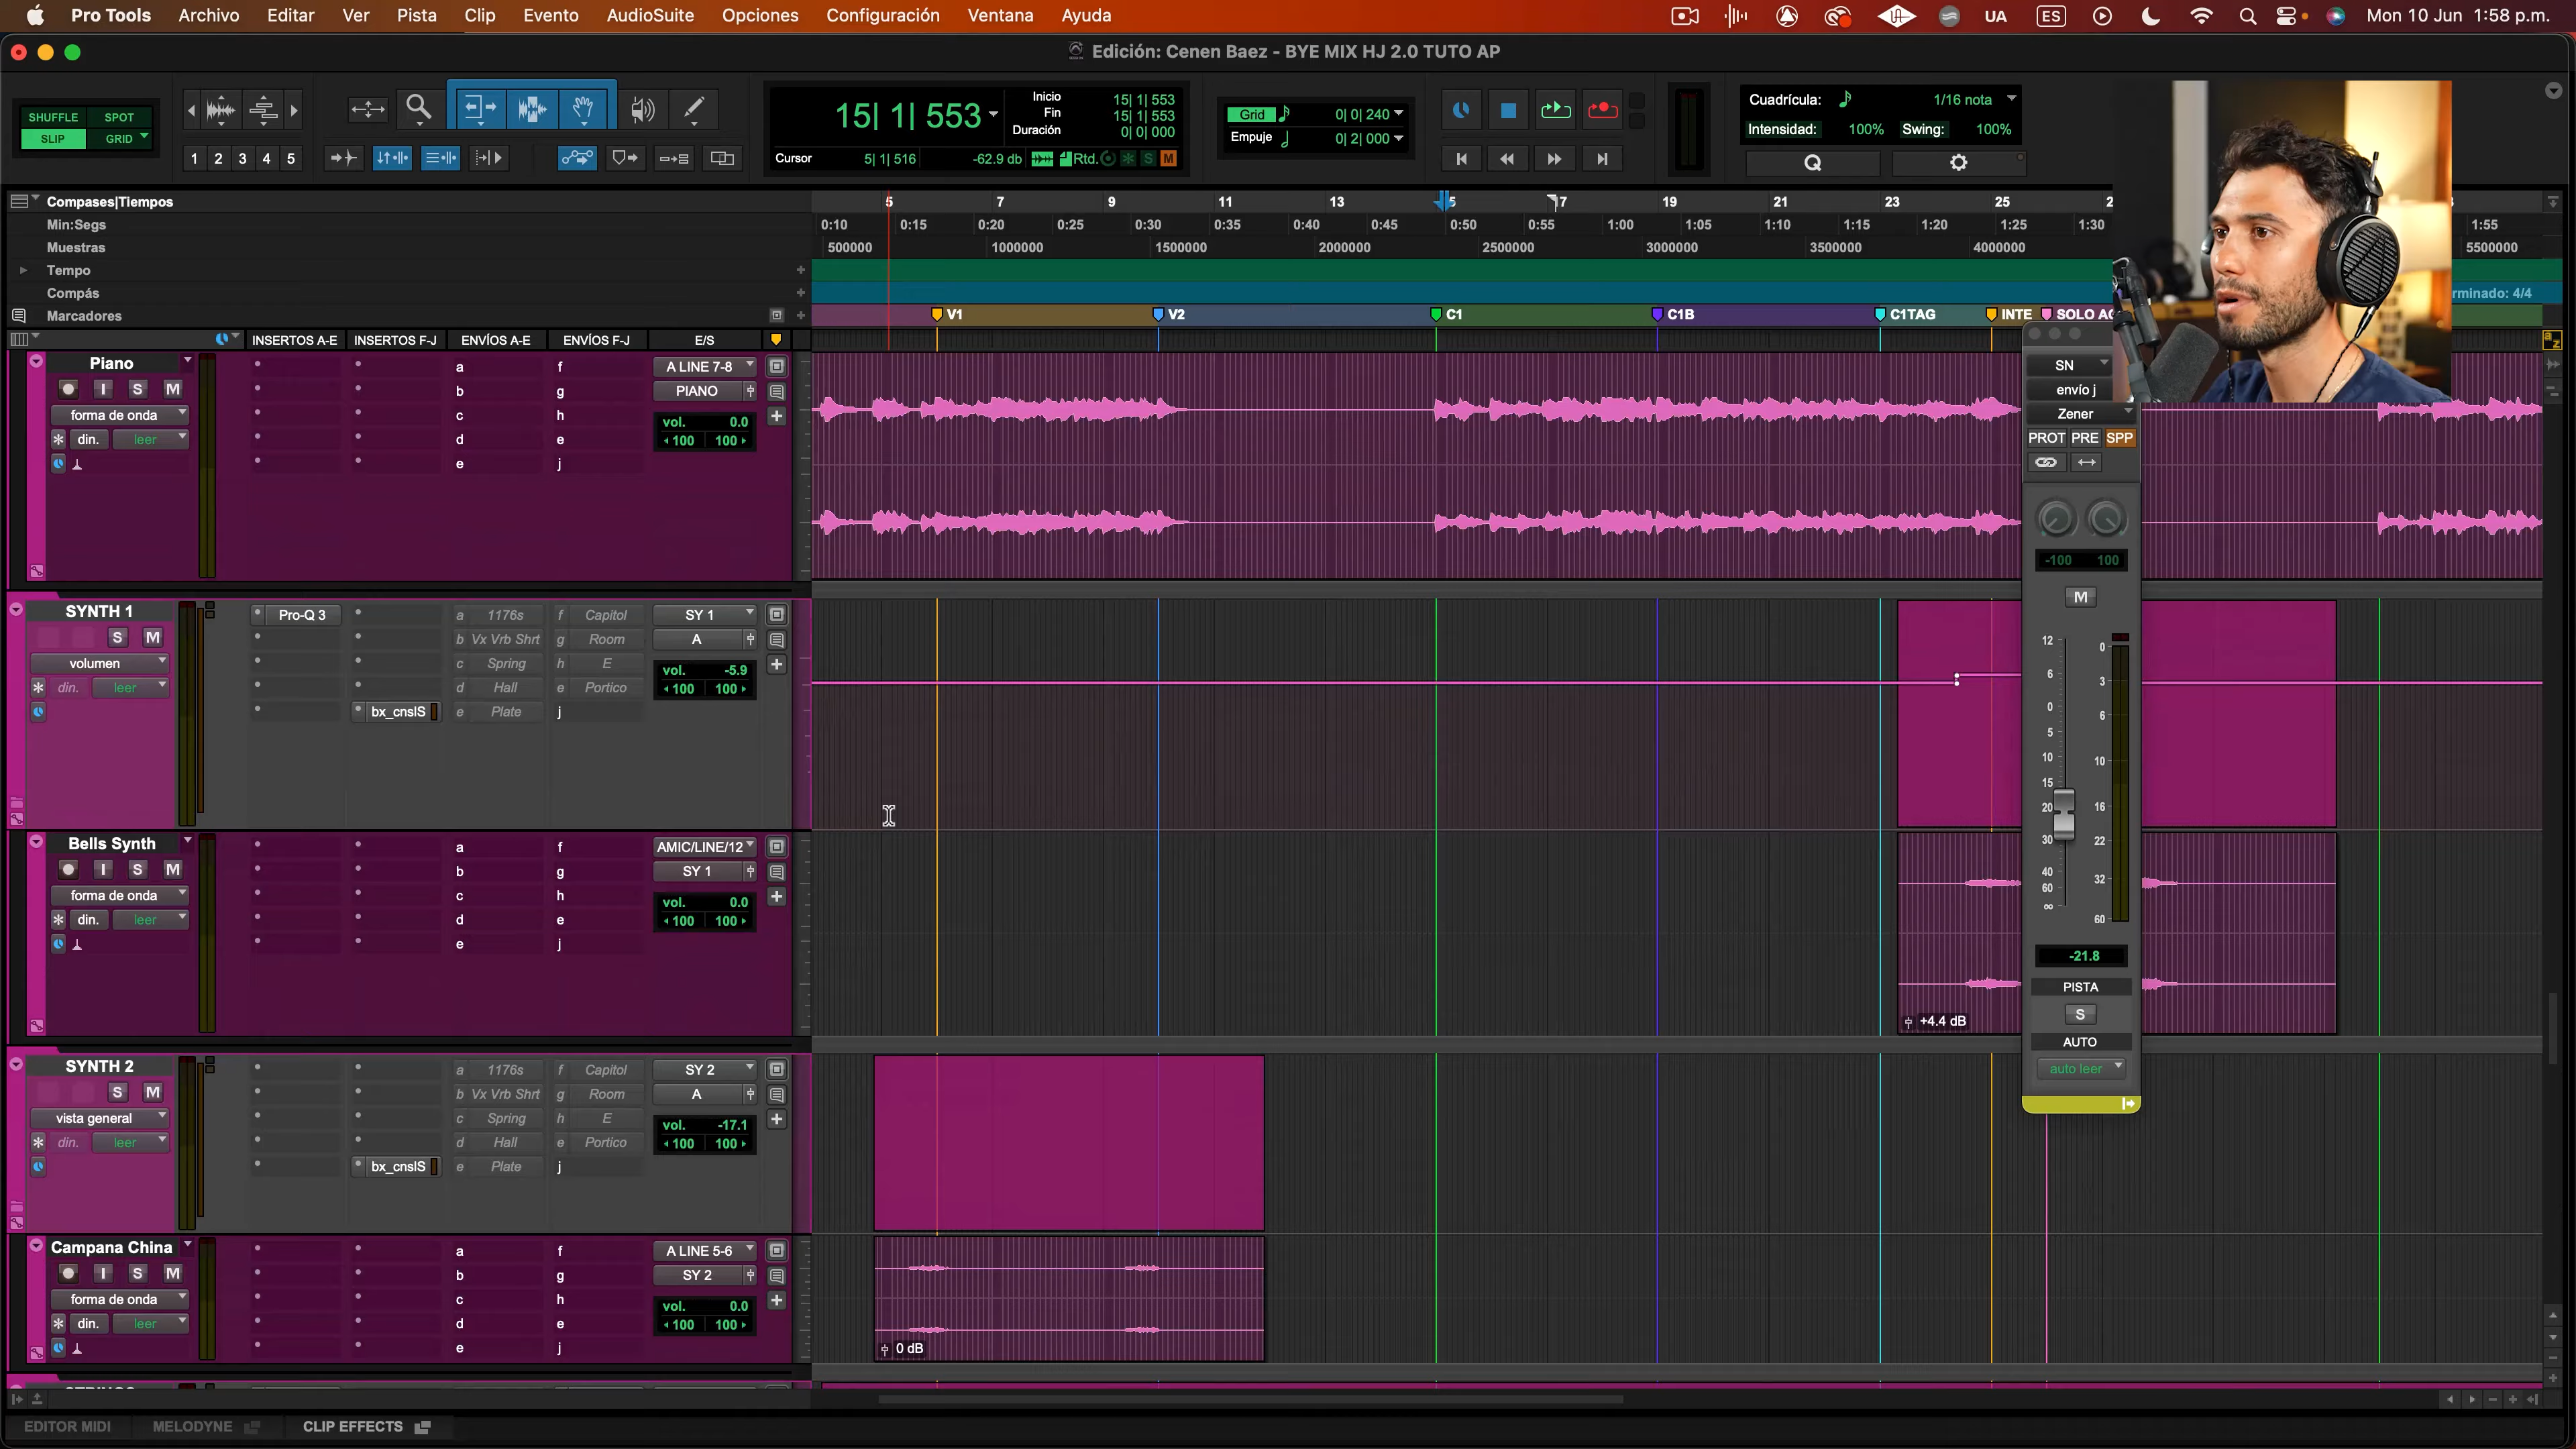 Pro Tools Archivo Editar Ver Pista Clip Evento AudioSuite Opciones Configuración Ventana Ayuda UA ES Mon 10 Jun 1:58 p.m.
Edición: Cenen Baez - BYE MIX HJ 2.0 TUTO AP
SHUFFLE SPOT
SLIP GRID
1 2 3 4 5
15| 1| 553
Inicio 15| 1| 553
Fin 15| 1| 553
Duración 0| 0| 000
Cursor 5| 1| 516 -62.9 db Rtd. S M
Grid 0| 0| 240
Empuje 0| 2| 000
Cuadrícula: 1/16 nota
Intensidad: 100% Swing: 100%
Q
Compases|Tiempos 5 7 9 11 13 17 19 21 23 25
Min:Segs 0:10 0:15 0:20 0:25 0:30 0:35 0:40 0:45 0:50 0:55 1:00 1:05 1:10 1:15 1:20 1:25 1:30 1:55
Muestras 500000 1000000 1500000 2000000 2500000 3000000 3500000 4000000 5500000
Tempo
Compás rminado: 4/4
Marcadores V1 V2 C1 C1B C1TAG INTE SOLO AC
INSERTOS A-E INSERTOS F-J ENVÍOS A-E ENVÍOS F-J E/S
Piano a f A LINE 7-8
I S M b g PIANO
forma de onda c h vol. 0.0
din. leer d e 100 100
e j
SYNTH 1 Pro-Q 3 a 1176s f Capitol SY 1
S M b Vx Vrb Shrt g Room A
volumen c Spring h E vol. -5.9
din. leer d Hall e Portico 100 100
bx_cnslS e Plate j
Bells Synth a f AMIC/LINE/12
I S M b g SY 1
forma de onda c h vol. 0.0
din. leer d e 100 100
e j
+4.4 dB
SYNTH 2 a 1176s f Capitol SY 2
S M b Vx Vrb Shrt g Room A
vista general c Spring h E vol. -17.1
din. leer d Hall e Portico 100 100
bx_cnslS e Plate j
Campana China a f A LINE 5-6
I S M b g SY 2
forma de onda c h vol. 0.0
din. leer d e 100 100
e j
0 dB
SN
envío j
Zener
PROT PRE SPP
-100 100
M
12 0
6 3
0 6
5
10 10
15
20 16
30 22
40 32
60
∞ 60
-21.8
PISTA
S
AUTO
auto leer
EDITOR MIDI MELODYNE CLIP EFFECTS